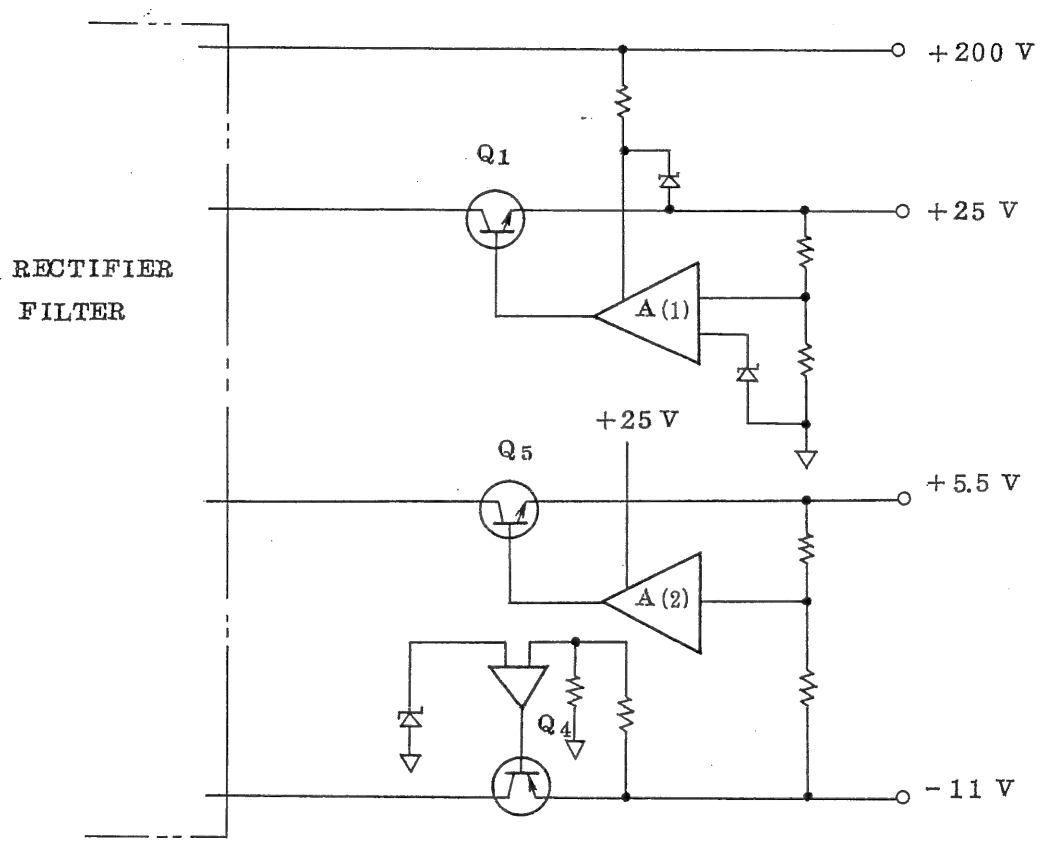 +200 V
Q1
+25 V
RECTIFIER
FILTER
A(1)
+25 V
Q5
+5.5 V
A(2)
Q4
-11 V